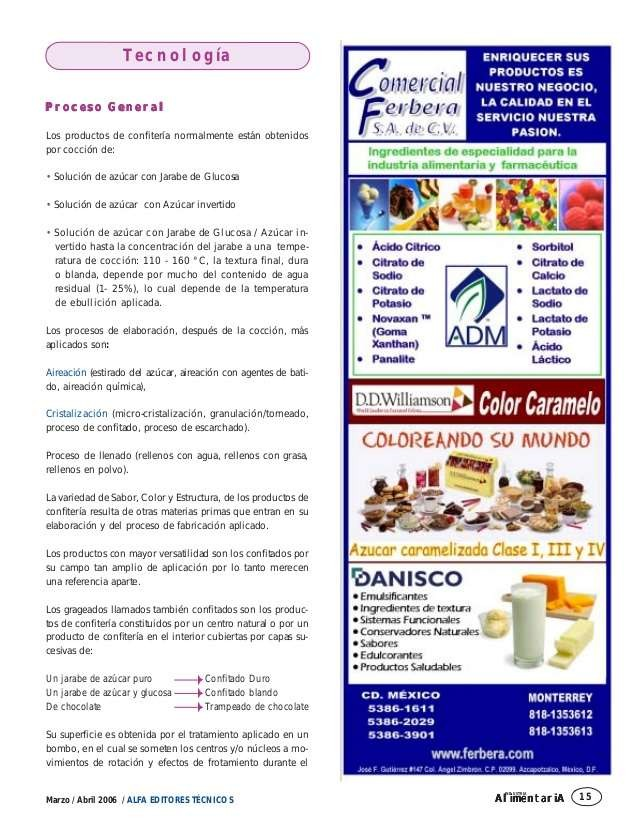 Tecnología
Proceso General
Los productos de confitería normalmente están obtenidos
por cocción de:
• Solución de azúcar con Jarabe de Glucosa
• Solución de azúcar con Azúcar invertido
• Solución de azúcar con Jarabe de Glucosa / Azúcar in-
vertido hasta la concentración del jarabe a una tempe-
ratura de cocción: 110 - 160 °C, la textura final, dura
o blanda, depende por mucho del contenido de agua
residual (1- 25%), lo cual depende de la temperatura
de ebullición aplicada.
Los procesos de elaboración, después de la cocción, más
aplicados son:
Aireación (estirado del azúcar, aireación con agentes de bati-
do, aireación química),
Cristalización (micro-cristalización, granulación/torneado,
proceso de confitado, proceso de escarchado).
Proceso de llenado (rellenos con agua, rellenos con grasa,
rellenos en polvo).
La variedad de Sabor, Color y Estructura, de los productos de
confitería resulta de otras materias primas que entran en su
elaboración y del proceso de fabricación aplicado.
Los productos con mayor versatilidad son los confitados por
su campo tan amplio de aplicación por lo tanto merecen
una referencia aparte.
Los grageados llamados también confitados son los produc-
tos de confitería constituidos por un centro natural o por un
producto de confitería en el interior cubiertas por capas su-
cesivas de:
Un jarabe de azúcar puro Confitado Duro
Un jarabe de azúcar y glucosa Confitado blando
De chocolate Trampeado de chocolate
Su superficie es obtenida por el tratamiento aplicado en un
bombo, en el cual se someten los centros y/o núcleos a mo-
vimientos de rotación y efectos de frotamiento durante el
Marzo / Abril 2006 / ALFA EDITORES TÉCNICOS
Comercial
Ferbera
S.A. de C.V.
ENRIQUECER SUS
PRODUCTOS ES
NUESTRO NEGOCIO,
LA CALIDAD EN EL
SERVICIO NUESTRA
PASION.
Ingredientes de especialidad para la
industria alimentaria y farmacéutica
• Ácido Cítrico
• Citrato de
Sodio
• Citrato de
Potasio
• Novaxan ™
(Goma
Xanthan)
• Panalite
ADM
• Sorbitol
• Citrato de
Calcio
• Lactato de
Sodio
• Lactato de
Potasio
• Ácido
Láctico
D.D.Williamson
Color Caramelo
COLOREANDO SU MUNDO
Azucar caramelizada Clase I, III y IV
DANISCO
• Emulsificantes
• Ingredientes de textura
• Sistemas Funcionales
• Conservadores Naturales
• Sabores
• Edulcorantes
• Productos Saludables
CD. MÉXICO
5386-1611
5386-2029
5386-3901
MONTERREY
818-1353612
818-1353613
www.ferbera.com
José F. Gutiérrez #147 Col. Angel Zimbron. C.P. 02099. Azcapotzalco, México, D.F.
AlimentariA 15